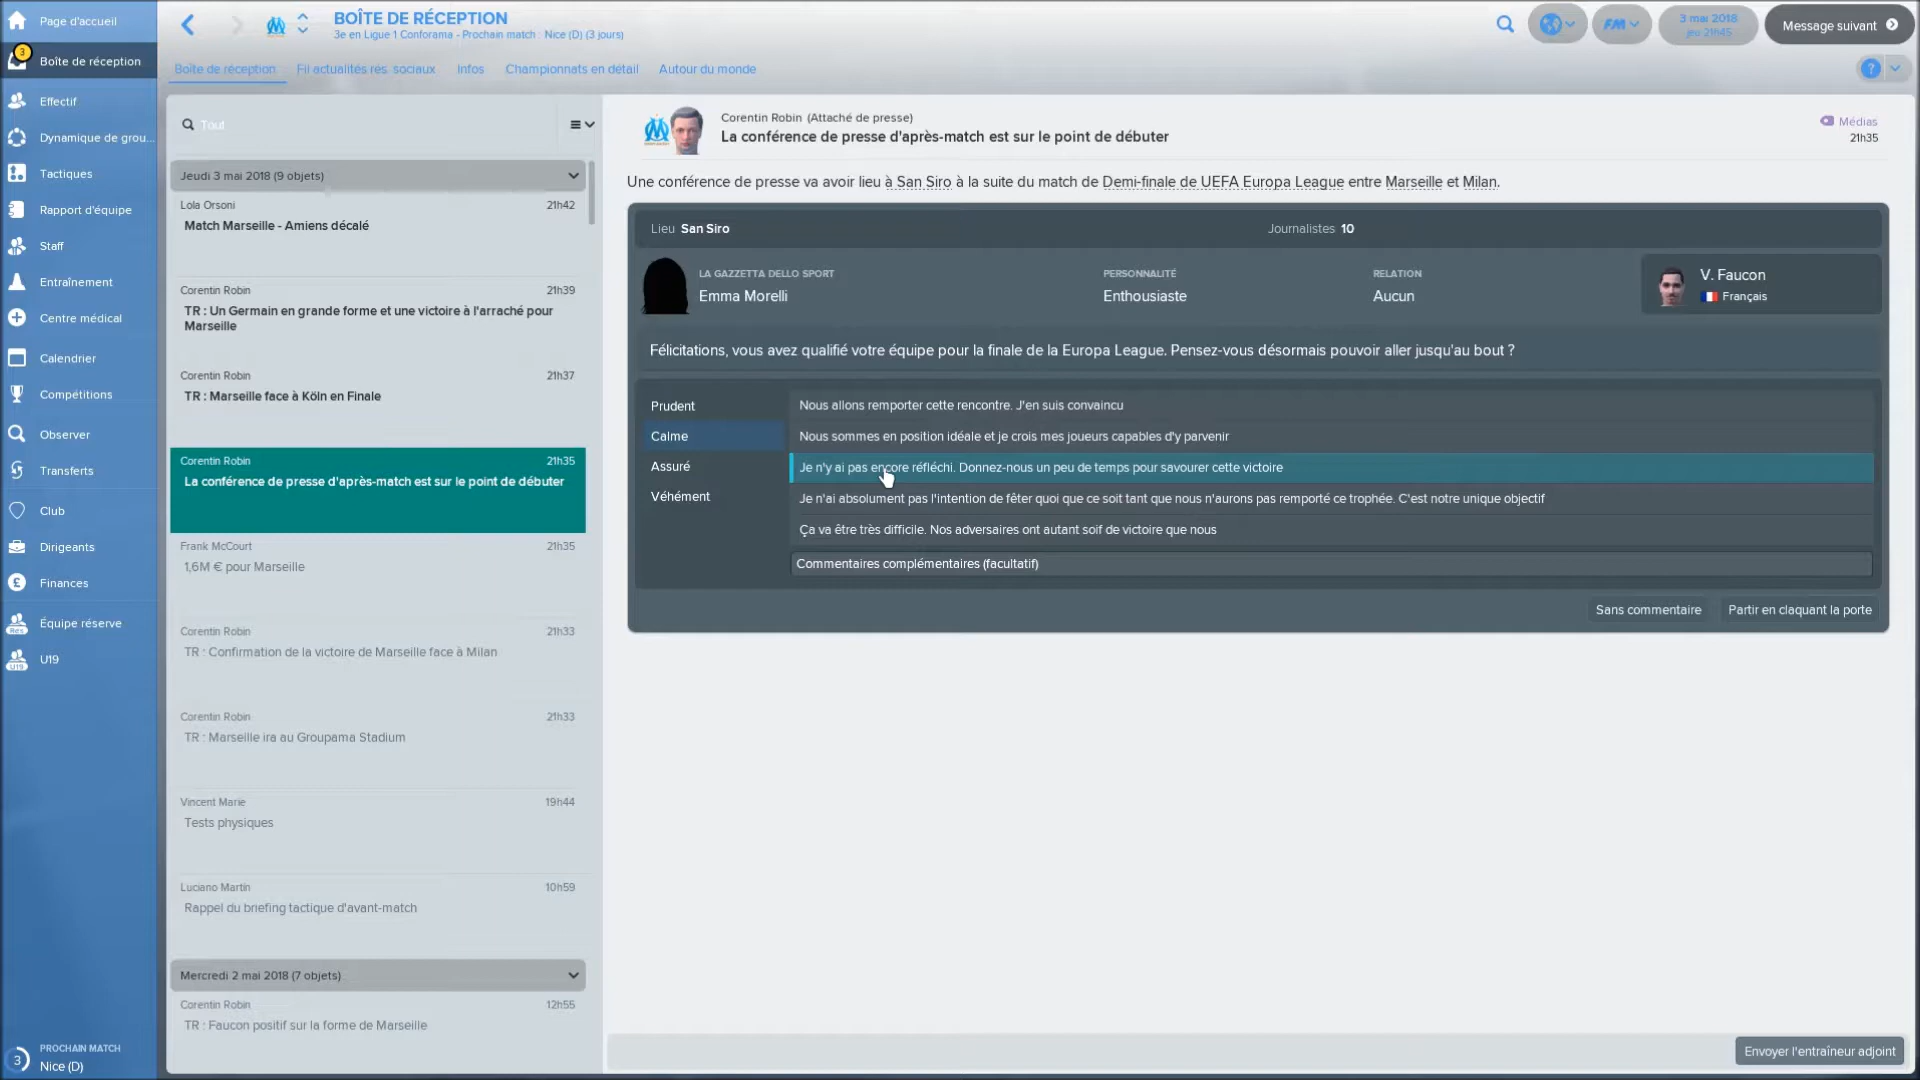 Page d'accueil
3
Boîte de réception
Effectif
Dynamique de grou...
Tactiques
Rapport d'équipe
Staff
Entraînement
Centre médical
Calendrier
Compétitions
Observer
Transferts
Club
Dirigeants
Finances
Équipe réserve
U19
PROCHAIN MATCH
3
Nice (D)
BOÎTE DE RÉCEPTION
3e en Ligue 1 Conforama - Prochain match : Nice (D) (3 jours)
FM
3 mai 2018
jeu 21h45
Message suivant
Boîte de réception
Fil actualités rés. sociaux
Infos
Championnats en détail
Autour du monde
?
Tout
Jeudi 3 mai 2018 (9 objets)
Lola Orsoni 21h42
Match Marseille - Amiens décalé
Corentin Robin 21h39
TR : Un Germain en grande forme et une victoire à l'arraché pour
Marseille
Corentin Robin 21h37
TR : Marseille face à Köln en Finale
Corentin Robin 21h35
La conférence de presse d'après-match est sur le point de débuter
Frank McCourt 21h35
1,6M € pour Marseille
Corentin Robin 21h33
TR : Confirmation de la victoire de Marseille face à Milan
Corentin Robin 21h33
TR : Marseille ira au Groupama Stadium
Vincent Marie 19h44
Tests physiques
Luciano Martín 10h59
Rappel du briefing tactique d'avant-match
Mercredi 2 mai 2018 (7 objets)
Corentin Robin 12h55
TR : Faucon positif sur la forme de Marseille
Corentin Robin (Attaché de presse)
La conférence de presse d'après-match est sur le point de débuter
Médias
21h35
Une conférence de presse va avoir lieu à San Siro à la suite du match de Demi-finale de UEFA Europa League entre Marseille et Milan.
Lieu San Siro
Journalistes 10
LA GAZZETTA DELLO SPORT
Emma Morelli
PERSONNALITÉ
Enthousiaste
RELATION
Aucun
V. Faucon
Français
Félicitations, vous avez qualifié votre équipe pour la finale de la Europa League. Pensez-vous désormais pouvoir aller jusqu'au bout ?
Prudent
Calme
Assuré
Véhément
Nous allons remporter cette rencontre. J'en suis convaincu
Nous sommes en position idéale et je crois mes joueurs capables d'y parvenir
Je n'y ai pas encore réfléchi. Donnez-nous un peu de temps pour savourer cette victoire
Je n'ai absolument pas l'intention de fêter quoi que ce soit tant que nous n'aurons pas remporté ce trophée. C'est notre unique objectif
Ça va être très difficile. Nos adversaires ont autant soif de victoire que nous
Commentaires complémentaires (facultatif)
Sans commentaire
Partir en claquant la porte
Envoyer l'entraîneur adjoint